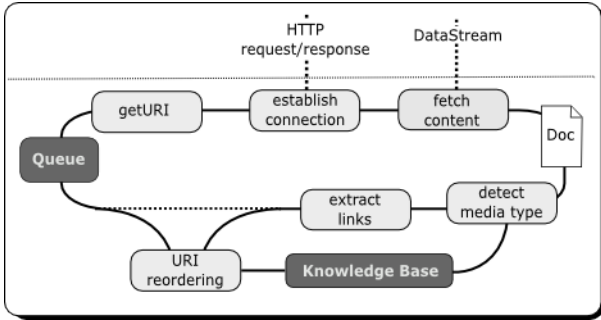 HTTP
request/response
DataStream
getURI
establish
connection
fetch
content
Doc
Queue
extract
links
detect
media type
URI
reordering
Knowledge Base